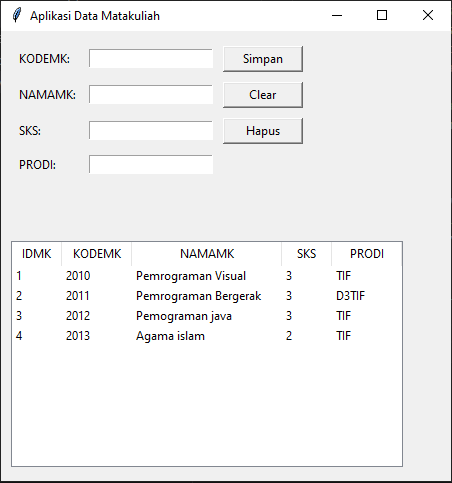 Aplikasi Data Matakuliah
KODEMK: Simpan
NAMAMK: Clear
SKS: Hapus
PRODI:
IDMK KODEMK NAMAMK SKS PRODI
1 2010 Pemrograman Visual 3 TIF
2 2011 Pemrograman Bergerak 3 D3TIF
3 2012 Pemograman java 3 TIF
4 2013 Agama islam 2 TIF